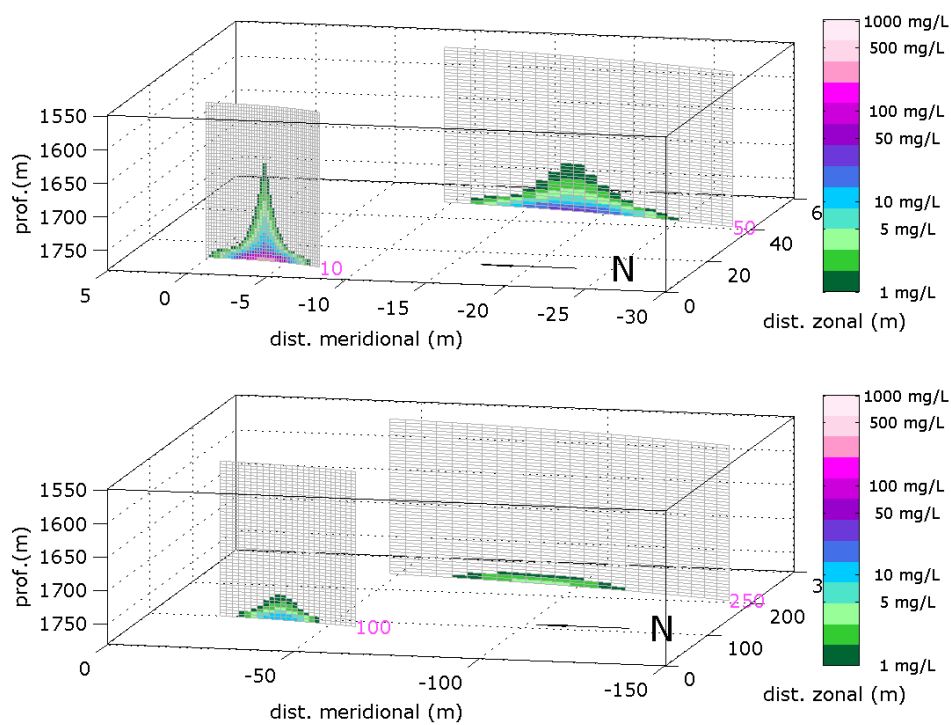 1550
1600
1650
1700
1750
prof.(m)
5
0
-5
-10
-15
-20
-25
-30
dist. meridional (m)
0
20
40
6
dist. zonal (m)
10
50
N
1000 mg/L
500 mg/L
100 mg/L
50 mg/L
10 mg/L
5 mg/L
1 mg/L
1550
1600
1650
1700
1750
prof.(m)
0
-50
-100
-150
dist. meridional (m)
0
100
200
3
dist. zonal (m)
100
250
N
1000 mg/L
500 mg/L
100 mg/L
50 mg/L
10 mg/L
5 mg/L
1 mg/L